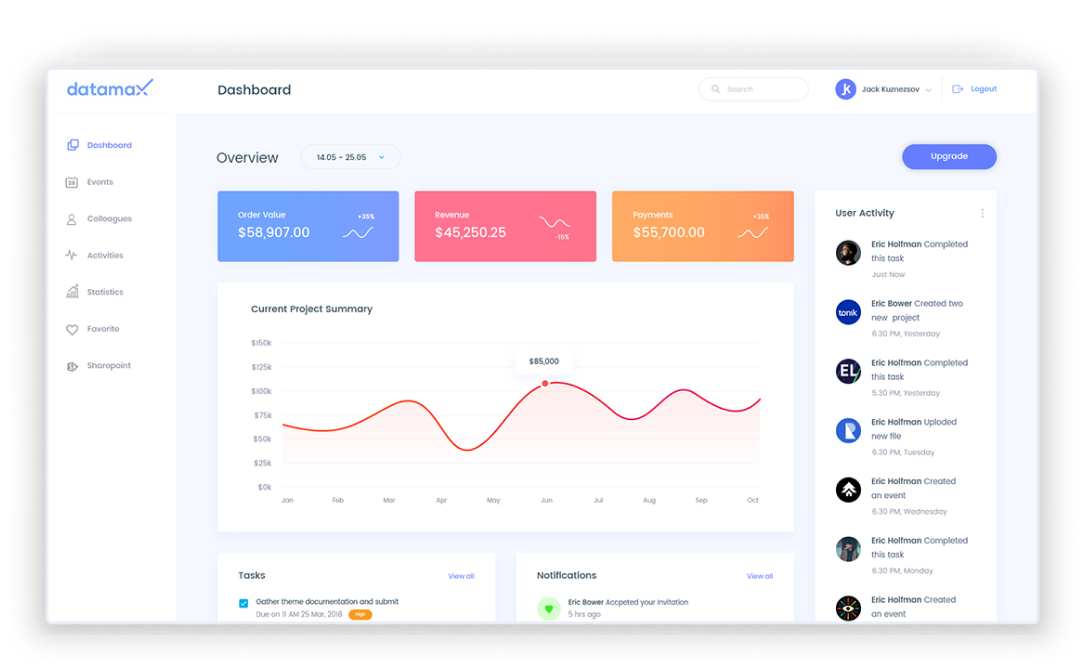 datamax
Dashboard
Search
jk
Jack Kuznezsov
Logout
Dashboard
Events
Colleagues
Activities
Statistics
Favorito
Sharopoint
Overview
14.05 - 25.05
Upgrade
Order Value
+35%
$58,907.00
Revenue
$45,250.25
-15%
Payments
+35%
$55,700.00
Current Project Summary
$150k
$125k
$100k
$75k
$50k
$25k
$0k
$85,000
Jan Feb Mar Apr May Jun Jul Aug Sep Oct
User Activity
Eric Holfman Completed
this task
Just Now
tonik
Eric Bower Created two
new project
6.30 PM, Yesterday
EL
Eric Holfman Completed
this task
5.30 PM, Yesterday
Eric Holfman Uploded
new file
6.30 PM, Tuesday
Eric Holfman Created
an event
6.30 PM, Wednesday
Eric Holfman Completed
this task
6.30 PM, Monday
Eric Holfman Created
an event
Tasks
View all
Gather theme documentation and submit
Due on 11 AM 25 Mar, 2018
High
Notifications
View all
Eric Bower Accpeted your Invitation
5 hrs ago